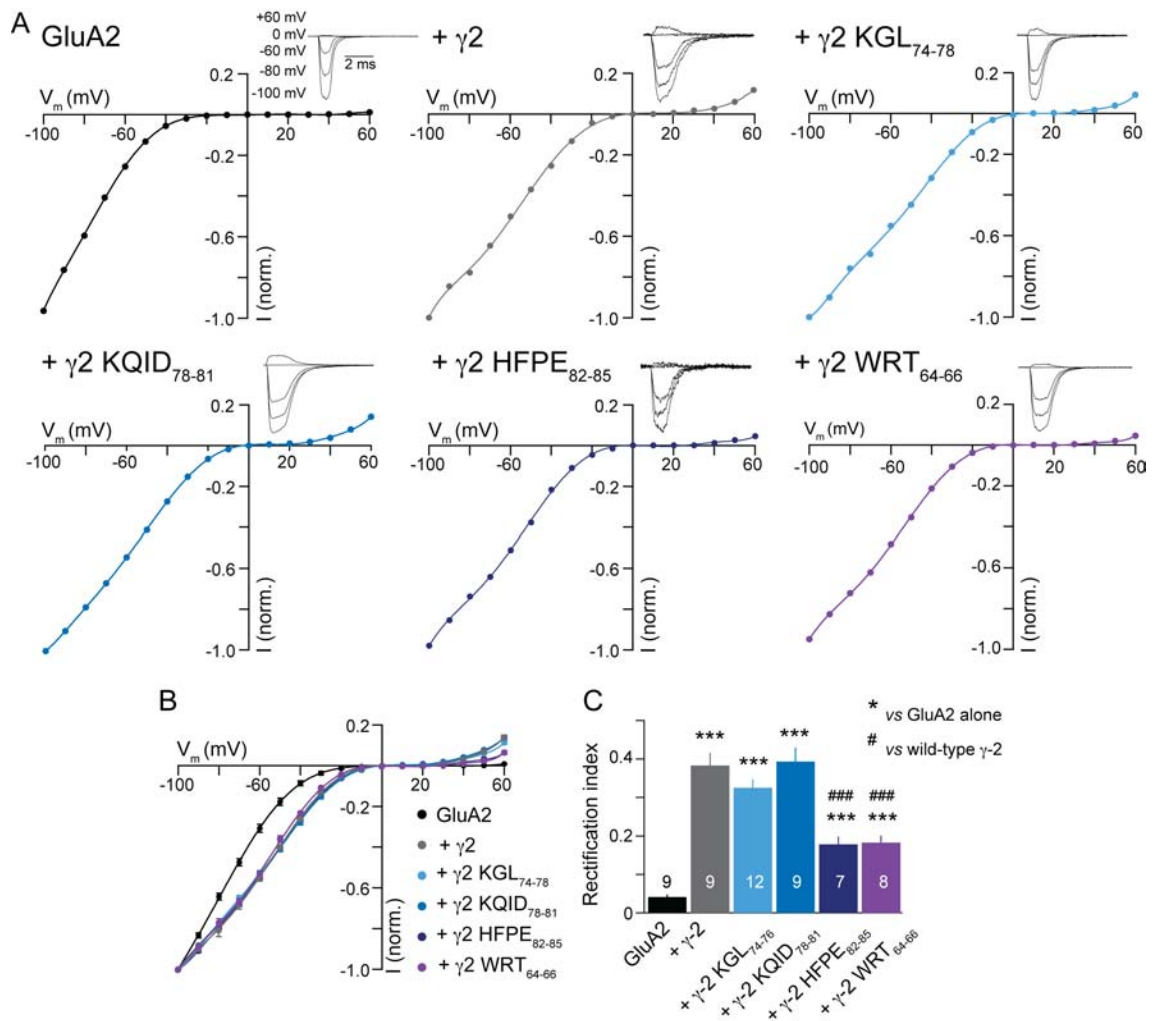 A
GluA2
+60 mV
0 mV
-60 mV
-80 mV
-100 mV
2 ms
0.2
Vm (mV)
-100 -60 20 60
-0.2
-0.6
-1.0
I (norm.)
+ γ2
0.2
Vm (mV)
-100 -60 20 60
-0.2
-0.6
-1.0
I (norm.)
+ γ2 KGL74-78
0.2
Vm (mV)
-100 -60 20 60
-0.2
-0.6
-1.0
I (norm.)
+ γ2 KQID78-81
0.2
Vm (mV)
-100 -60 20 60
-0.2
-0.6
-1.0
I (norm.)
+ γ2 HFPE82-85
0.2
Vm (mV)
-100 -60 20 60
-0.2
-0.6
-1.0
I (norm.)
+ γ2 WRT64-66
0.2
Vm (mV)
-100 -60 20 60
-0.2
-0.6
-1.0
I (norm.)
B
0.2
Vm (mV)
-100 -60 20 60
-0.2
-0.6
-1.0
I (norm.)
GluA2
+ γ2
+ γ2 KGL74-78
+ γ2 KQID78-81
+ γ2 HFPE82-85
+ γ2 WRT64-66
C
* vs GluA2 alone
# vs wild-type γ-2
Rectification index
0.4
0.2
0
*** *** *** ### ###
*** ***
9 9 12 9 7 8
GluA2
+ γ-2
+ γ-2 KGL74-76
+ γ-2 KQID78-81
+ γ-2 HFPE82-85
+ γ-2 WRT64-66